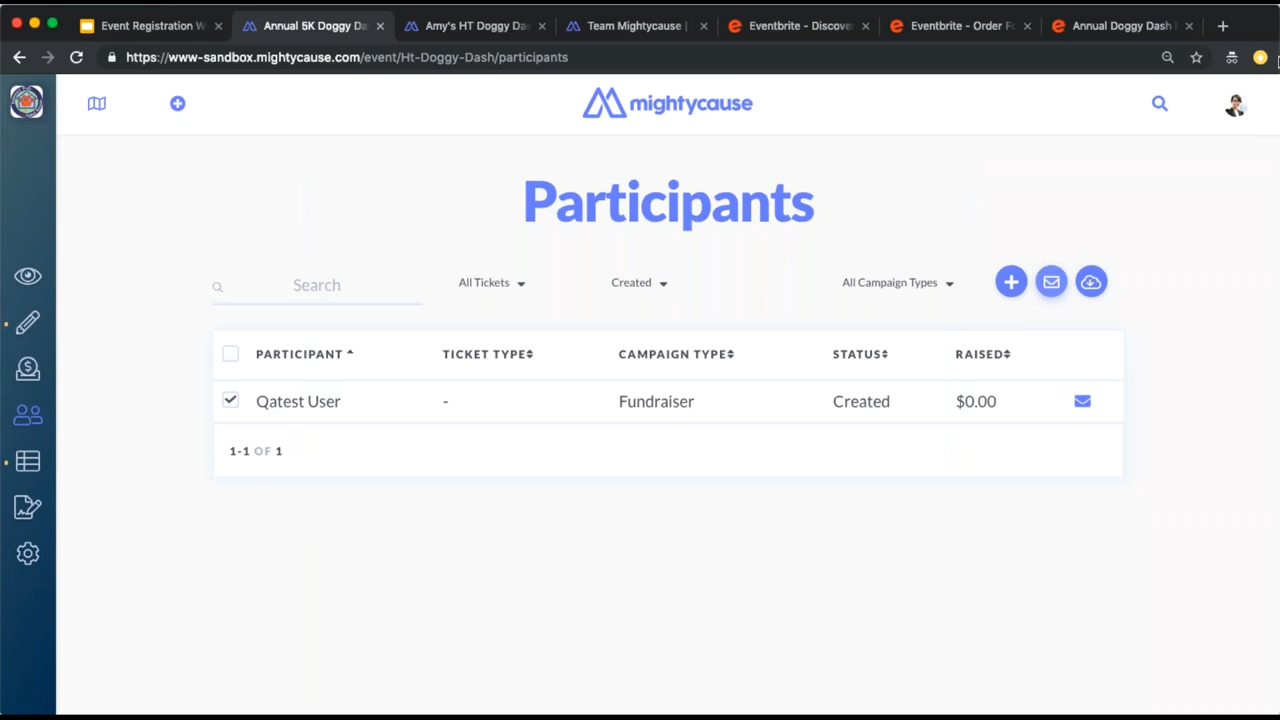 Event Registration W
Annual 5K Doggy Da
Amy's HT Doggy Das
Team Mightycause |
Eventbrite - Discove
Eventbrite - Order Fo
Annual Doggy Dash
https://www-sandbox.mightycause.com/event/Ht-Doggy-Dash/participants
mightycause
Participants
Search
All Tickets
Created
All Campaign Types
PARTICIPANT
TICKET TYPE
CAMPAIGN TYPE
STATUS
RAISED
Qatest User
-
Fundraiser
Created
$0.00
1-1 OF 1